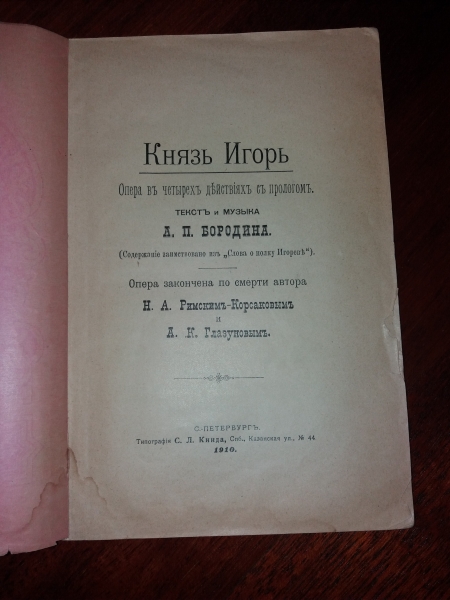 Князь Игорь
Опера въ четырехъ дѣйствіяхъ съ прологомъ.
ТЕКСТЪ И МУЗЫКА
А. П. БОРОДИНА.
(Содержаніе заимствовано изъ „Слова о полку Игоревѣ“).
Опера закончена по смерти автора
Н. А. Римскимъ-Корсаковымъ
и
А. К. Глазуновымъ.
С.-ПЕТЕРБУРГЪ.
Типографія С. Л. Кинда, Спб., Казанская ул., № 44
1910.